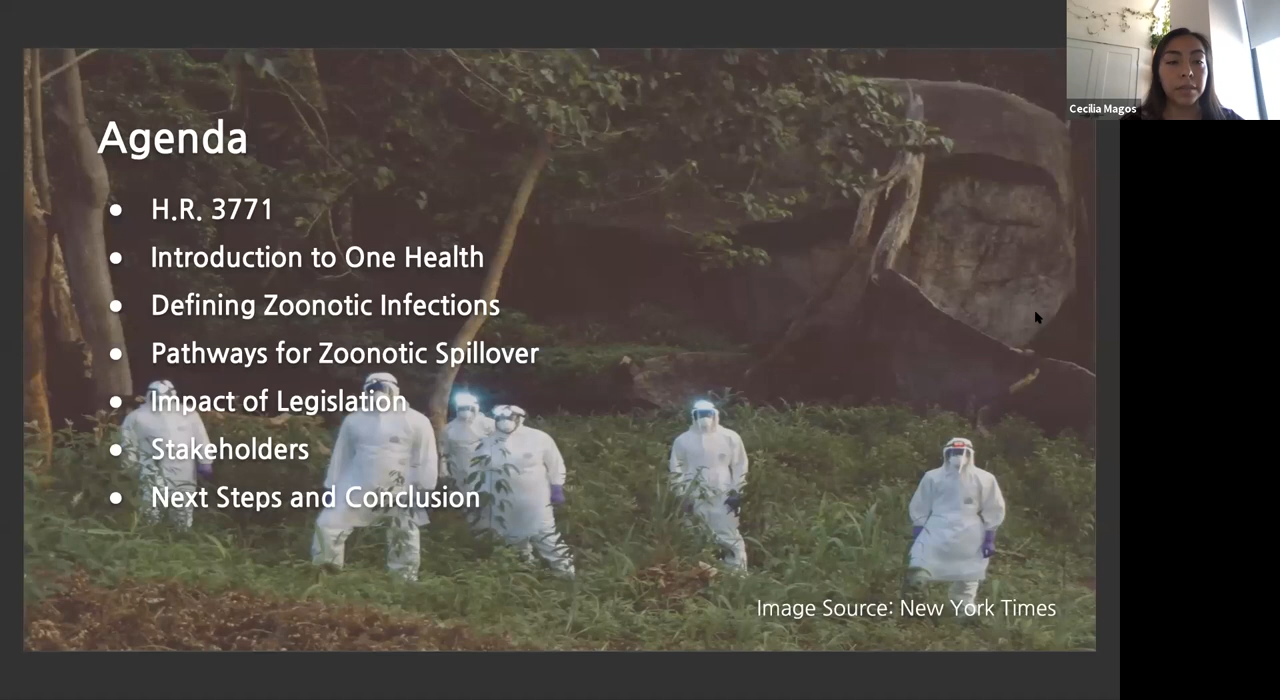 Agenda
● H.R. 3771
● Introduction to One Health
● Defining Zoonotic Infections
● Pathways for Zoonotic Spillover
● Impact of Legislation
● Stakeholders
● Next Steps and Conclusion
Image Source: New York Times
Cecilia Magos